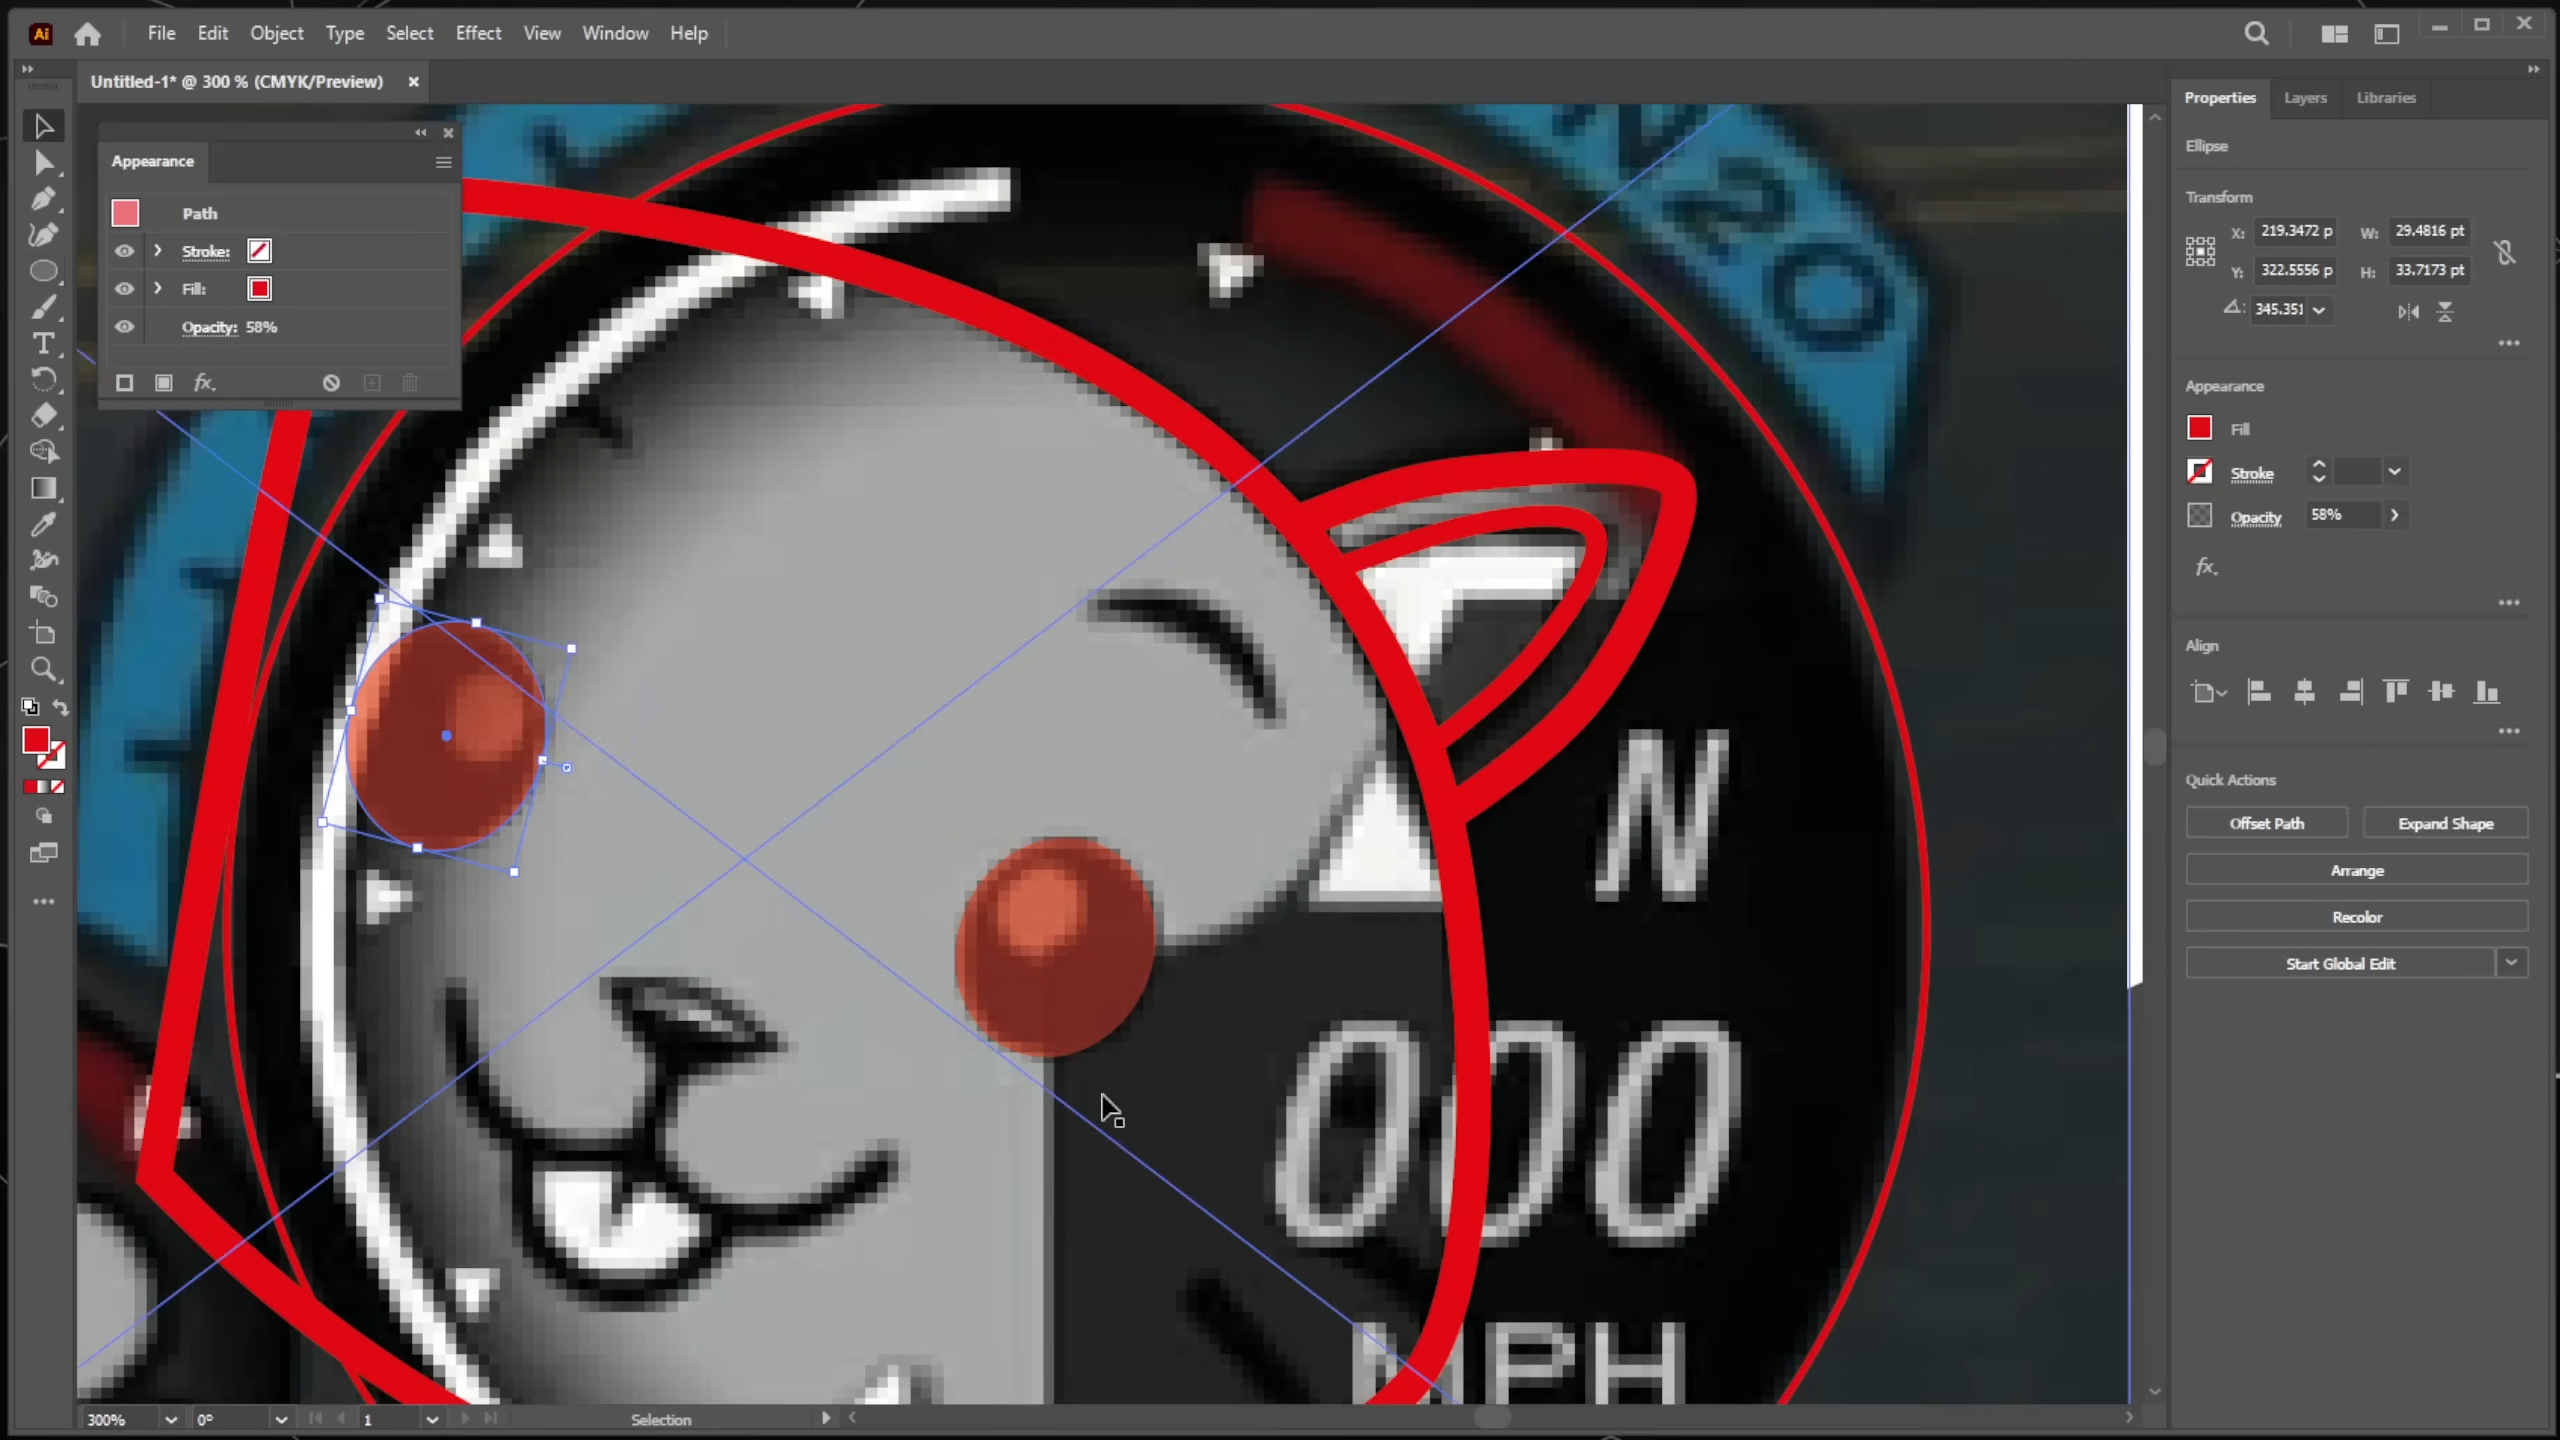 Ai File Edit Object Type Select Effect View Window Help
Untitled-1* @ 300 % (CMYK/Preview)
Appearance
Path
Stroke:
Fill:
Opacity: 58%
fx.
T
N
000
MPH
300% 0° 1 Selection
Properties Layers Libraries
Ellipse
Transform
X: 219.3472 p W: 29.4816 pt
Y: 322.5556 p H: 33.7173 pt
345.351
Appearance
Fill
Stroke
Opacity 58%
fx.
Align
Quick Actions
Offset Path Expand Shape
Arrange
Recolor
Start Global Edit